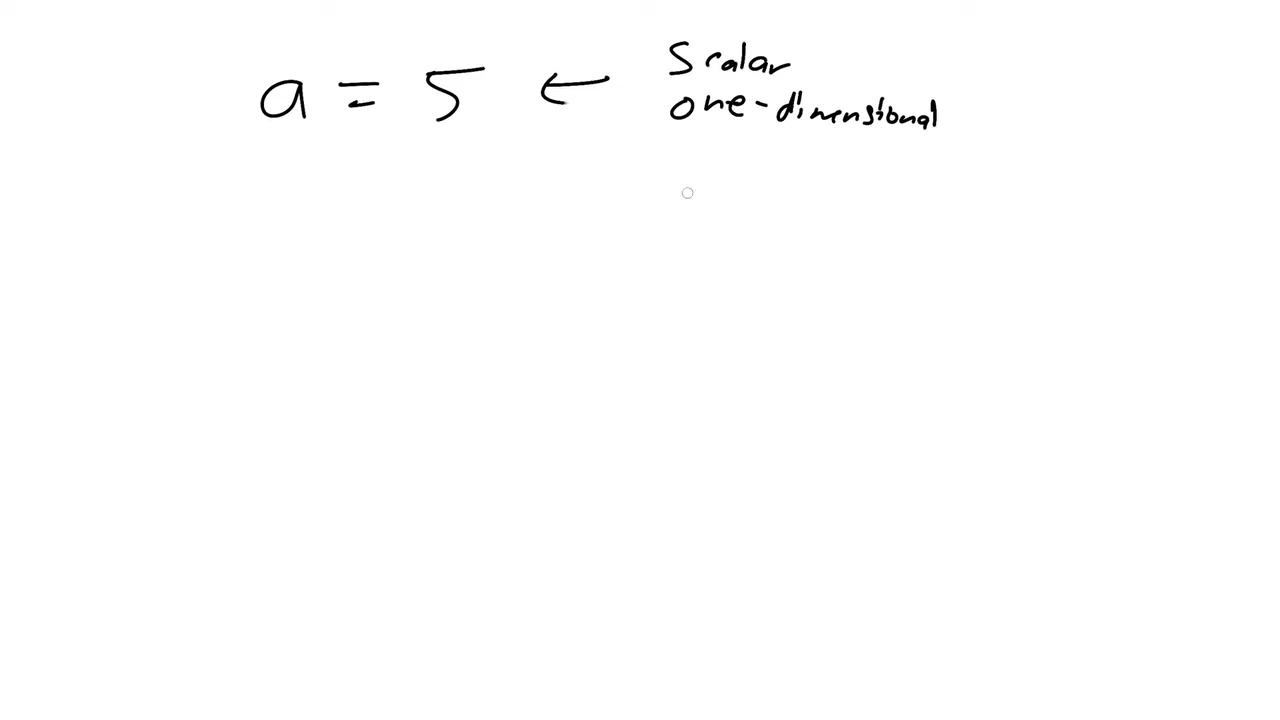 a = 5 ← Scalar
one-dimensional